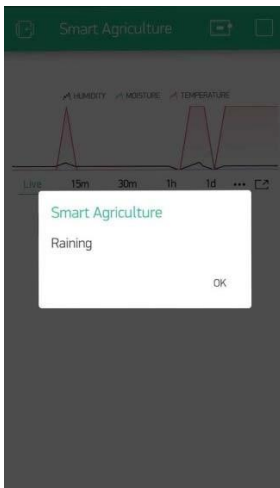 Smart Agriculture
HUMIDITY MOISTURE TEMPERATURE
Live 15m 30m 1h 1d
Smart Agriculture
Raining
OK